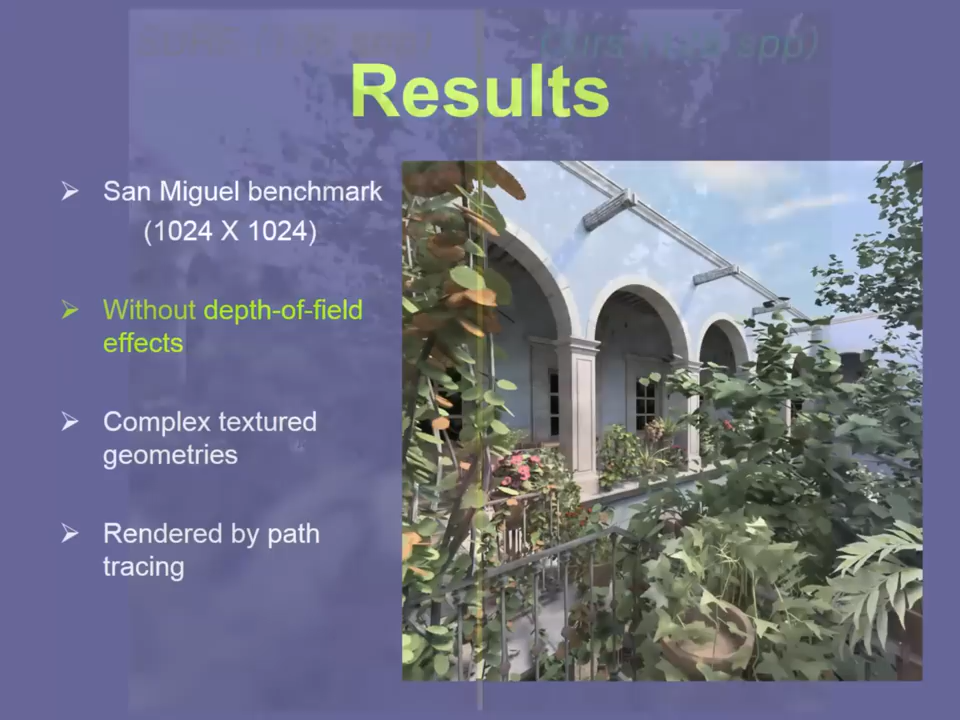 Results
San Miguel benchmark
(1024 X 1024)
Without depth-of-field
effects
Complex textured
geometries
Rendered by path
tracing